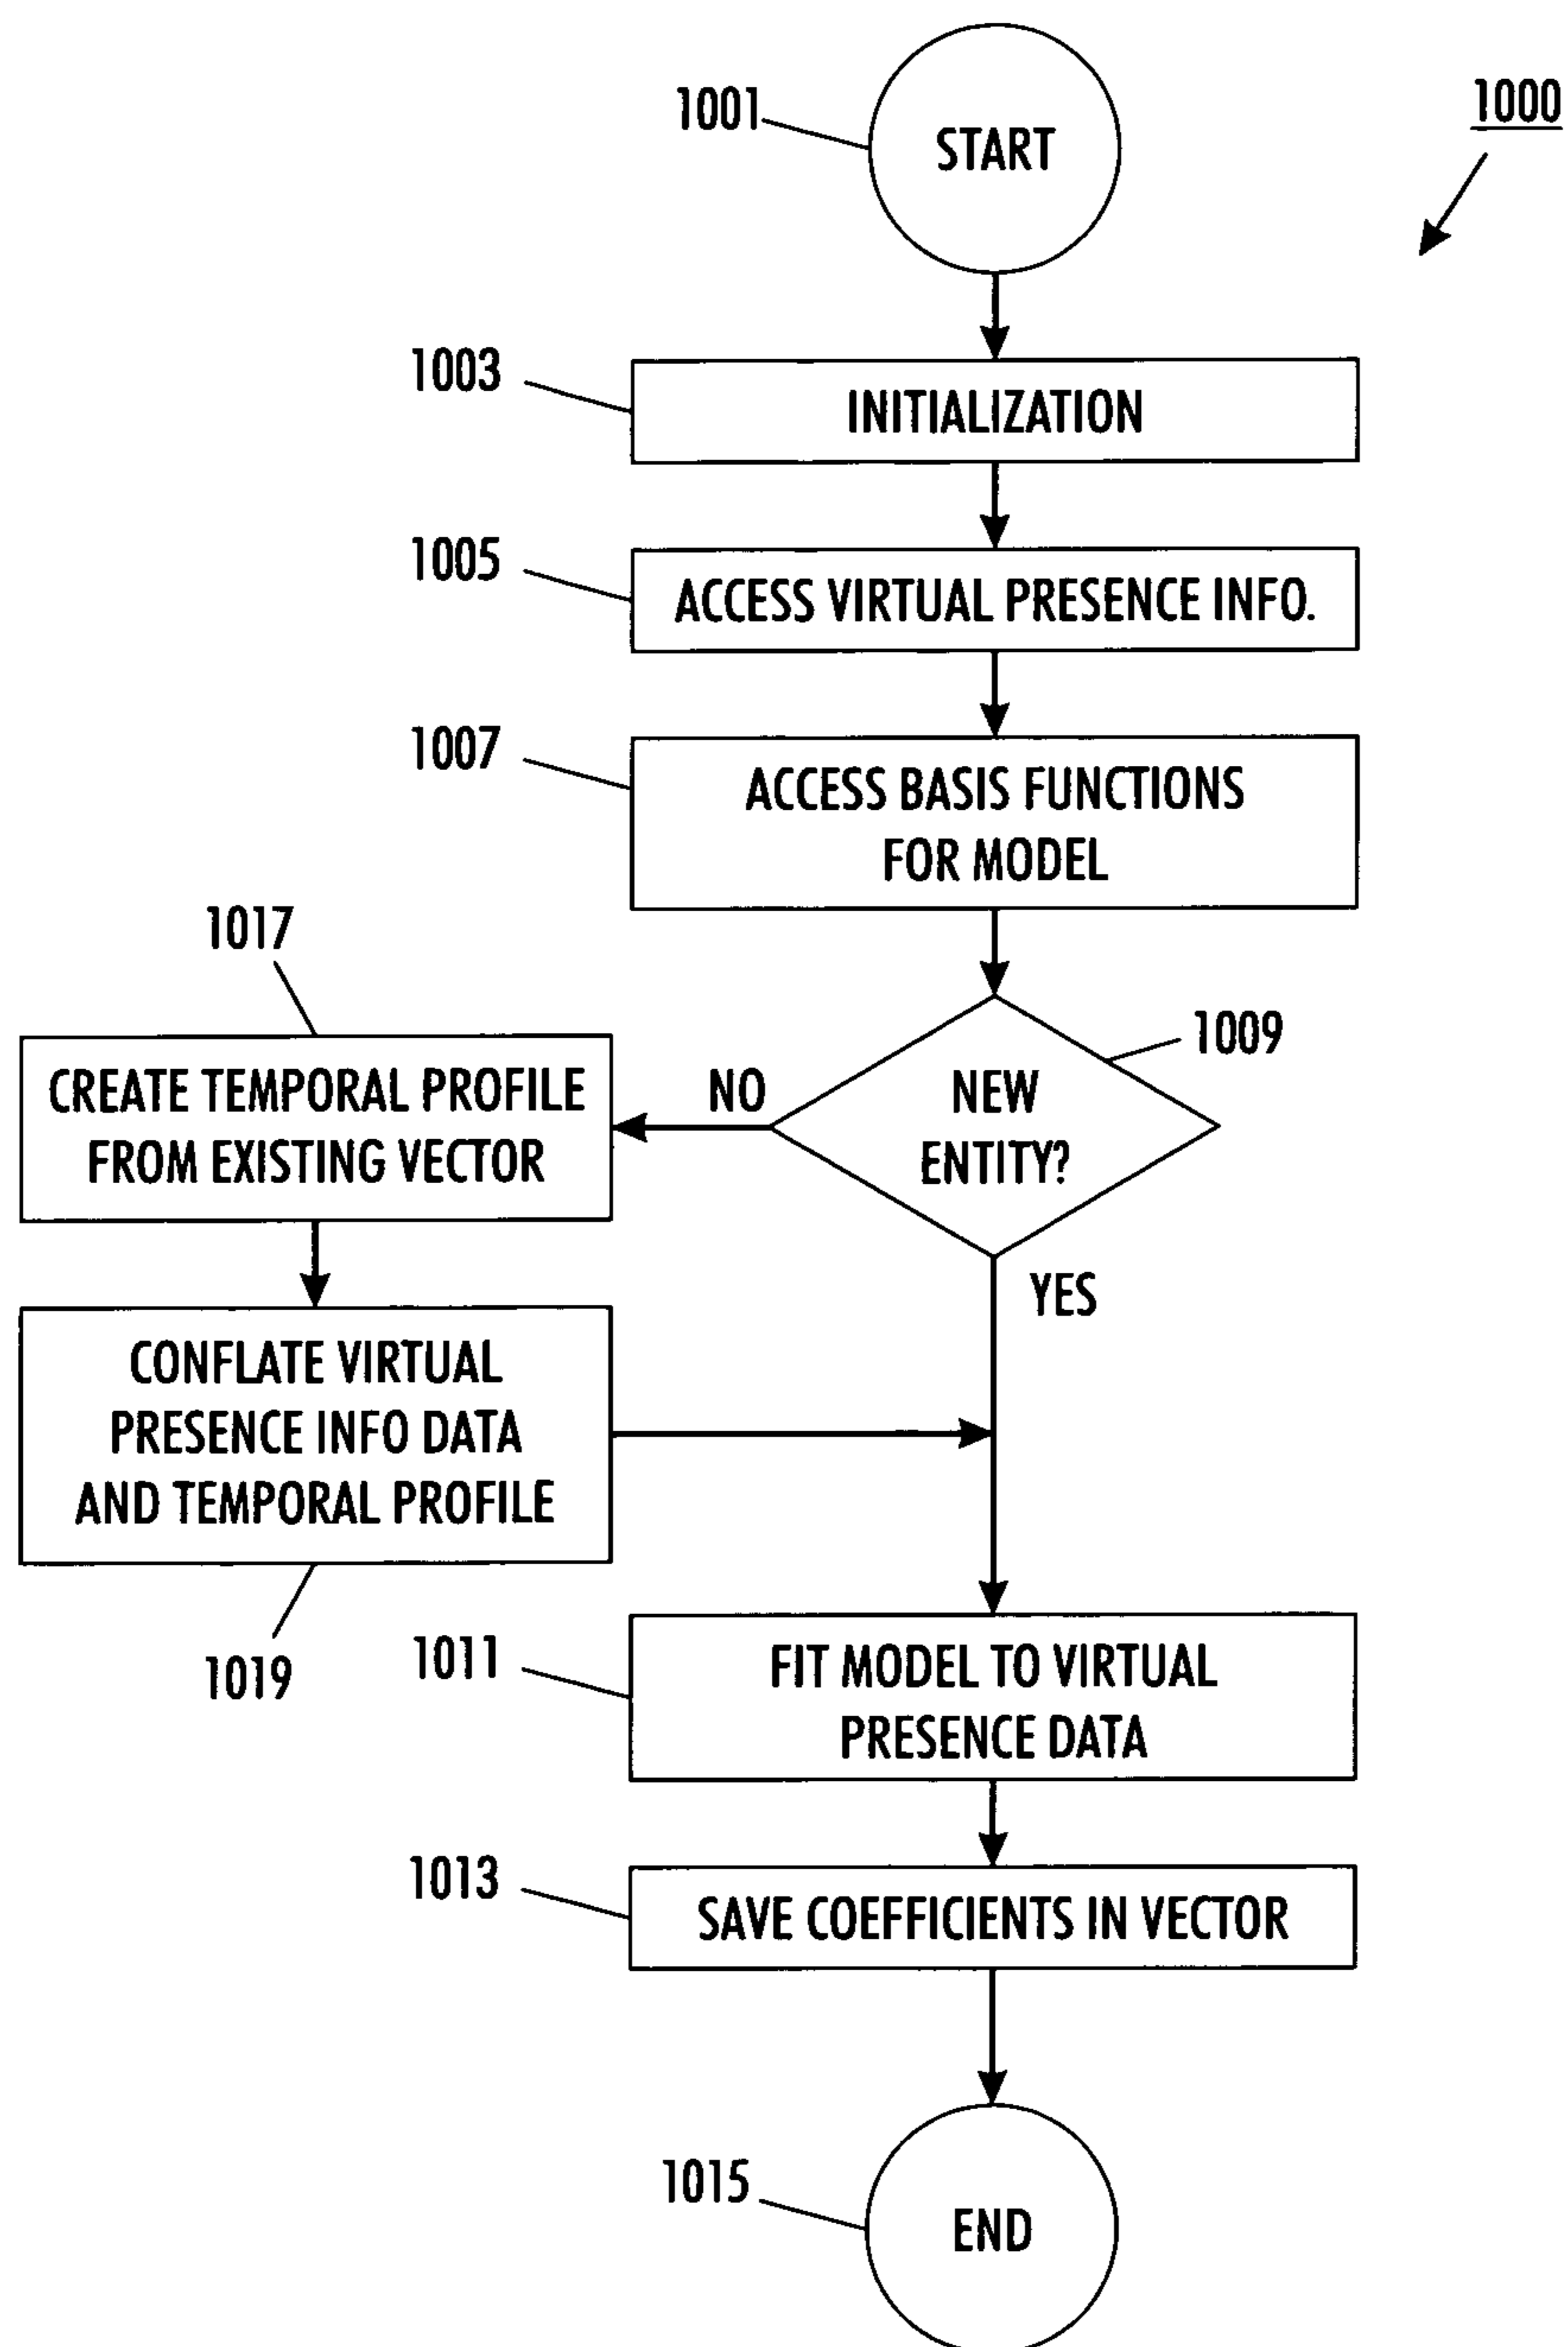 1001
START
1000
1003
INITIALIZATION
1005
ACCESS VIRTUAL PRESENCE INFO.
1007
ACCESS BASIS FUNCTIONS
FOR MODEL
1017
1009
CREATE TEMPORAL PROFILE
FROM EXISTING VECTOR
NO
NEW
ENTITY?
YES
CONFLATE VIRTUAL
PRESENCE INFO DATA
AND TEMPORAL PROFILE
1019
1011
FIT MODEL TO VIRTUAL
PRESENCE DATA
1013
SAVE COEFFICIENTS IN VECTOR
1015
END